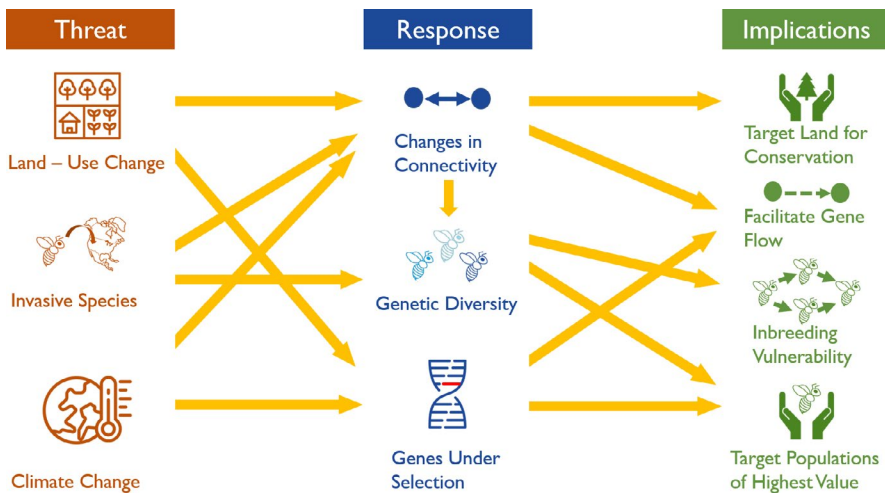 Threat
Response
Implications
Land – Use Change
Changes in
Connectivity
Target Land for
Conservation
Facilitate Gene
Flow
Invasive Species
Genetic Diversity
Inbreeding
Vulnerability
Climate Change
Genes Under
Selection
Target Populations
of Highest Value